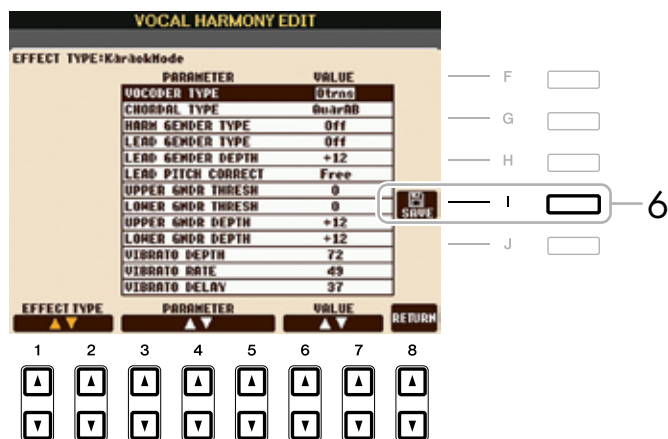 VOCAL HARMONY EDIT
EFFECT TYPE:KaraokMode
PARAMETER VALUE
VOCODER TYPE 0trns
CHORDAL TYPE QuarAB
HARM GENDER TYPE Off
LEAD GENDER TYPE Off
LEAD GENDER DEPTH +12
LEAD PITCH CORRECT Free
UPPER GNDR THRESH 0
LOWER GNDR THRESH 0
UPPER GNDR DEPTH +12
LOWER GNDR DEPTH +12
VIBRATO DEPTH 72
VIBRATO RATE 49
VIBRATO DELAY 37
SAVE
EFFECT TYPE PARAMETER VALUE RETURN
F
G
H
I 6
J
1 2 3 4 5 6 7 8